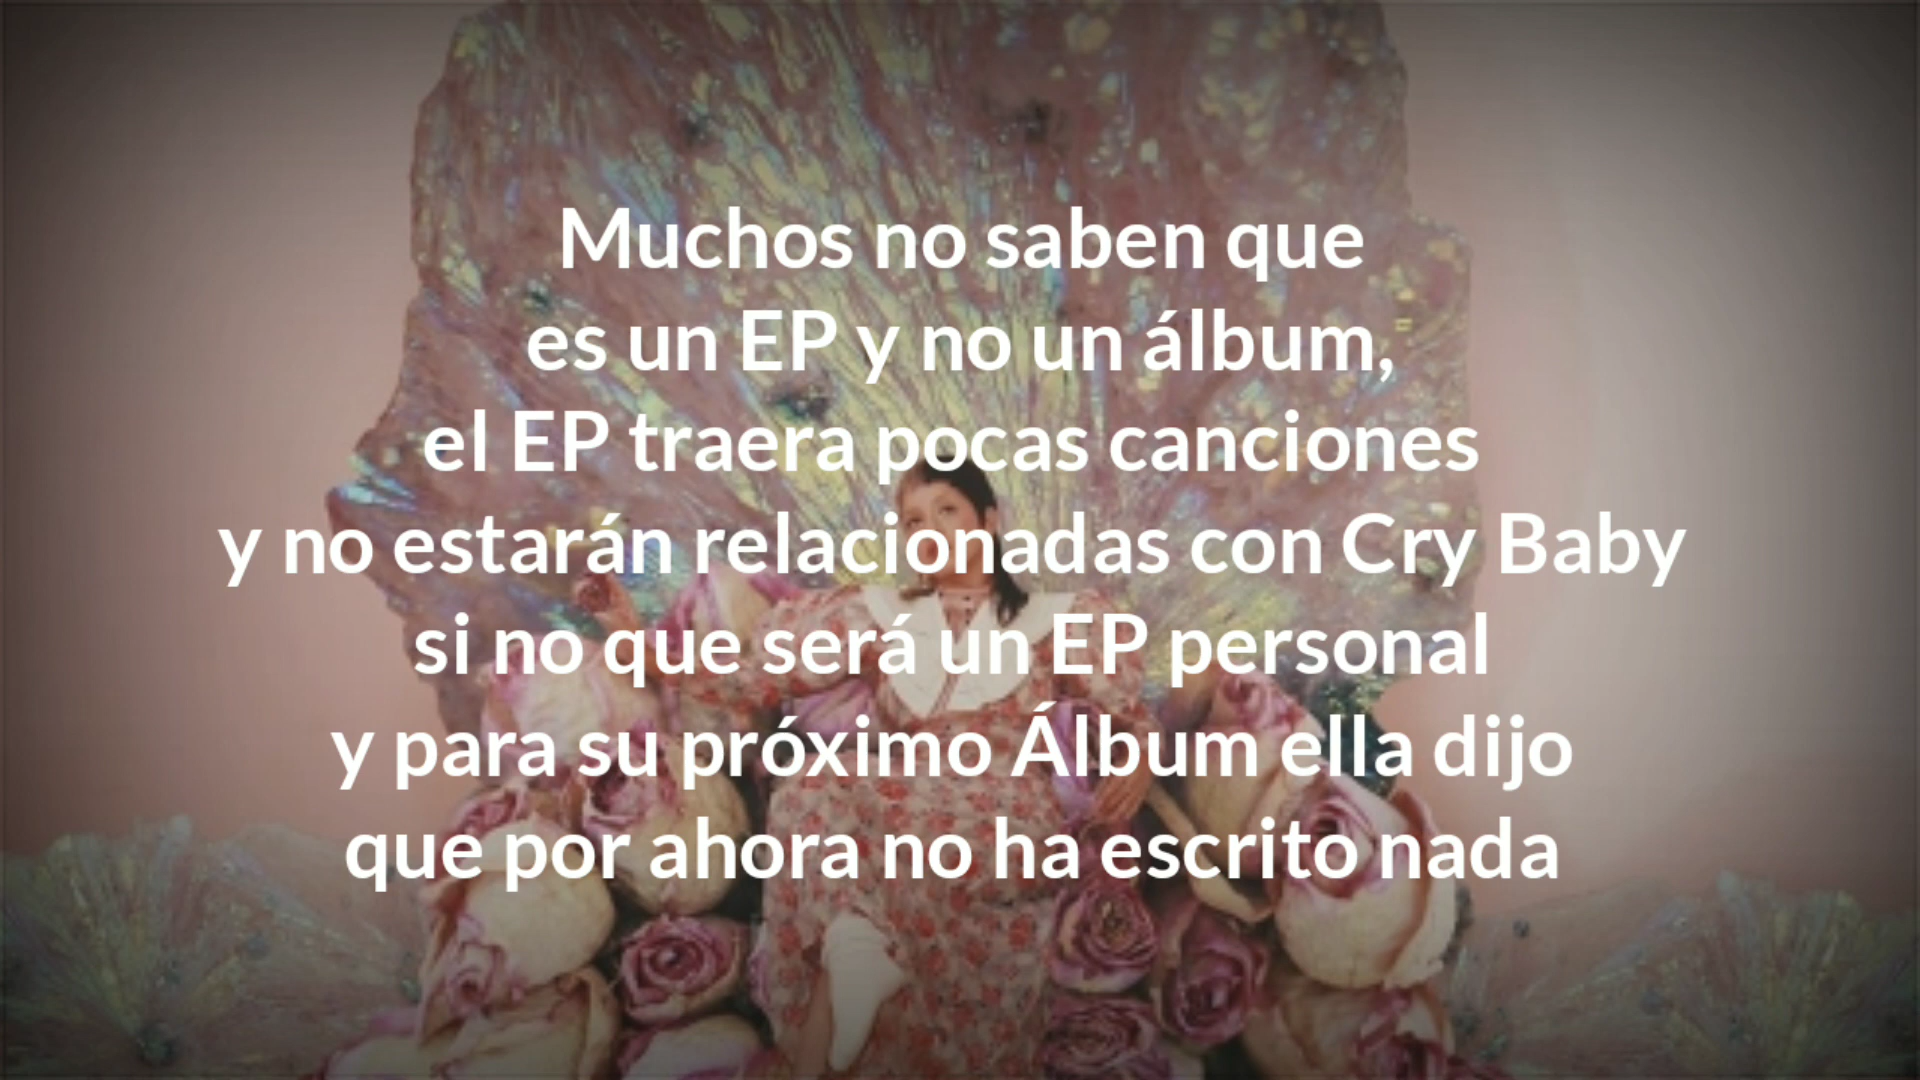 Muchos no saben que
es un EP y no un álbum,
el EP traera pocas canciones
y no estarán relacionadas con Cry Baby
si no que será un EP personal
y para su próximo Álbum ella dijo
que por ahora no ha escrito nada